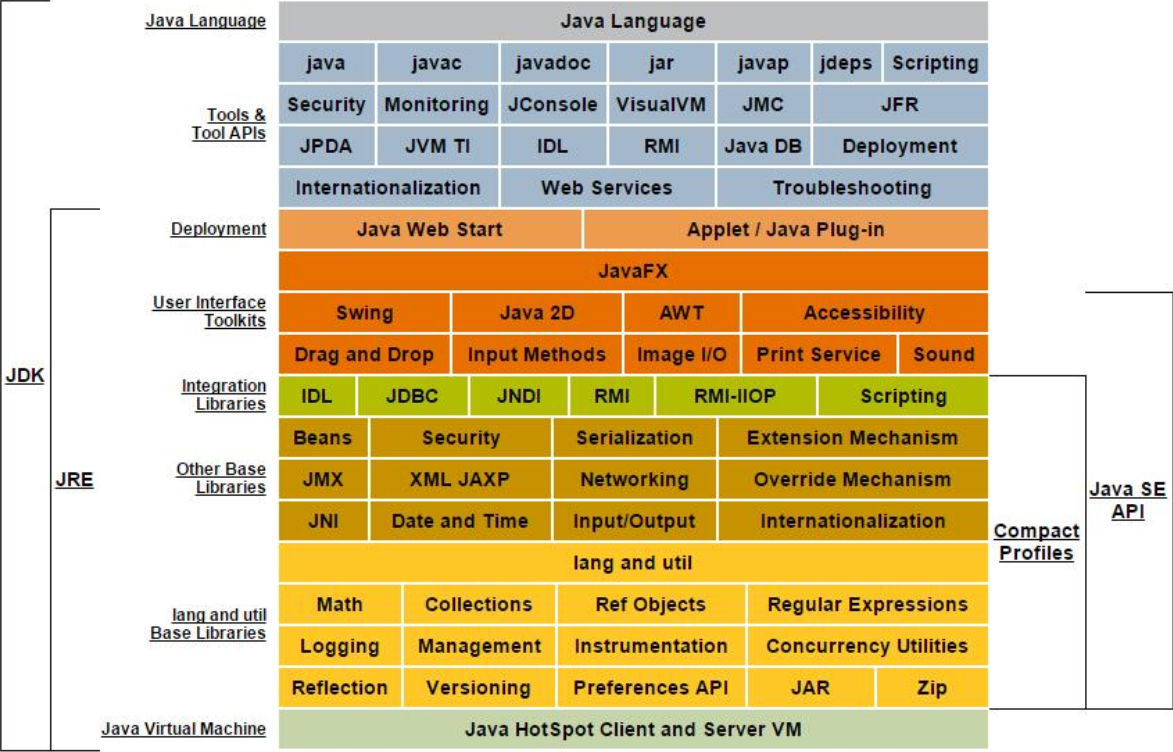 Java Language
Java Language
java javac javadoc jar javap jdeps Scripting
Security Monitoring JConsole VisualVM JMC JFR
Tools &
Tool APIs
JPDA JVM TI IDL RMI Java DB Deployment
Internationalization Web Services Troubleshooting
Deployment
Java Web Start Applet / Java Plug-in
JavaFX
User Interface
Toolkits
Swing Java 2D AWT Accessibility
Drag and Drop Input Methods Image I/O Print Service Sound
JDK
Integration
Libraries
IDL JDBC JNDI RMI RMI-IIOP Scripting
Beans Security Serialization Extension Mechanism
JRE
Other Base
Libraries
JMX XML JAXP Networking Override Mechanism
Java SE
API
JNI Date and Time Input/Output Internationalization
Compact
Profiles
lang and util
lang and util
Base Libraries
Math Collections Ref Objects Regular Expressions
Logging Management Instrumentation Concurrency Utilities
Reflection Versioning Preferences API JAR Zip
Java Virtual Machine
Java HotSpot Client and Server VM